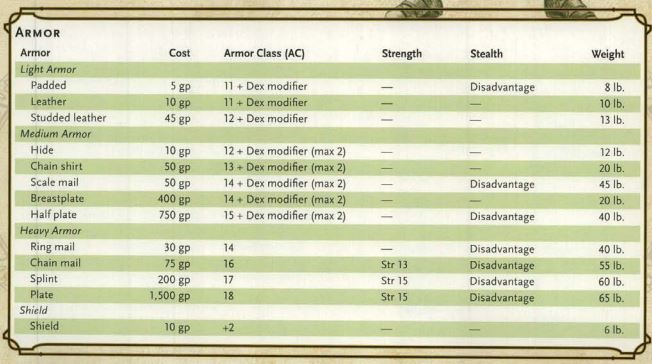 ARMOR
Armor Cost Armor Class (AC) Strength Stealth Weight
Light Armor
Padded 5 gp 11 + Dex modifier — Disadvantage 8 lb.
Leather 10 gp 11 + Dex modifier — — 10 lb.
Studded leather 45 gp 12 + Dex modifier — — 13 lb.
Medium Armor
Hide 10 gp 12 + Dex modifier (max 2) — — 12 lb.
Chain shirt 50 gp 13 + Dex modifier (max 2) — — 20 lb.
Scale mail 50 gp 14 + Dex modifier (max 2) — Disadvantage 45 lb.
Breastplate 400 gp 14 + Dex modifier (max 2) — — 20 lb.
Half plate 750 gp 15 + Dex modifier (max 2) — Disadvantage 40 lb.
Heavy Armor
Ring mail 30 gp 14 — Disadvantage 40 lb.
Chain mail 75 gp 16 Str 13 Disadvantage 55 lb.
Splint 200 gp 17 Str 15 Disadvantage 60 lb.
Plate 1,500 gp 18 Str 15 Disadvantage 65 lb.
Shield
Shield 10 gp +2 — — 6 lb.